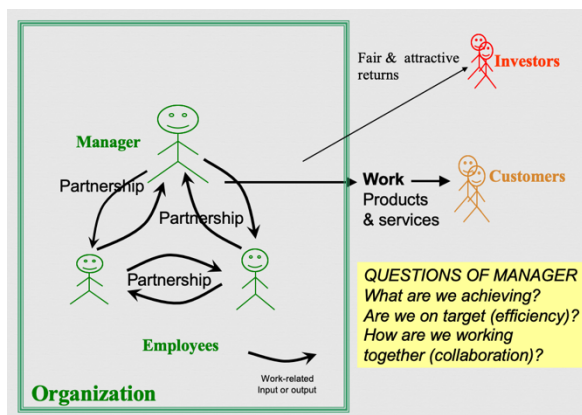 Fair & attractive
returns
Investors
Manager
Partnership
Partnership
Work
Customers
Products
& services
Partnership
QUESTIONS OF MANAGER
What are we achieving?
Are we on target (efficiency)?
How are we working
together (collaboration)?
Employees
Work-related
Input or output
Organization